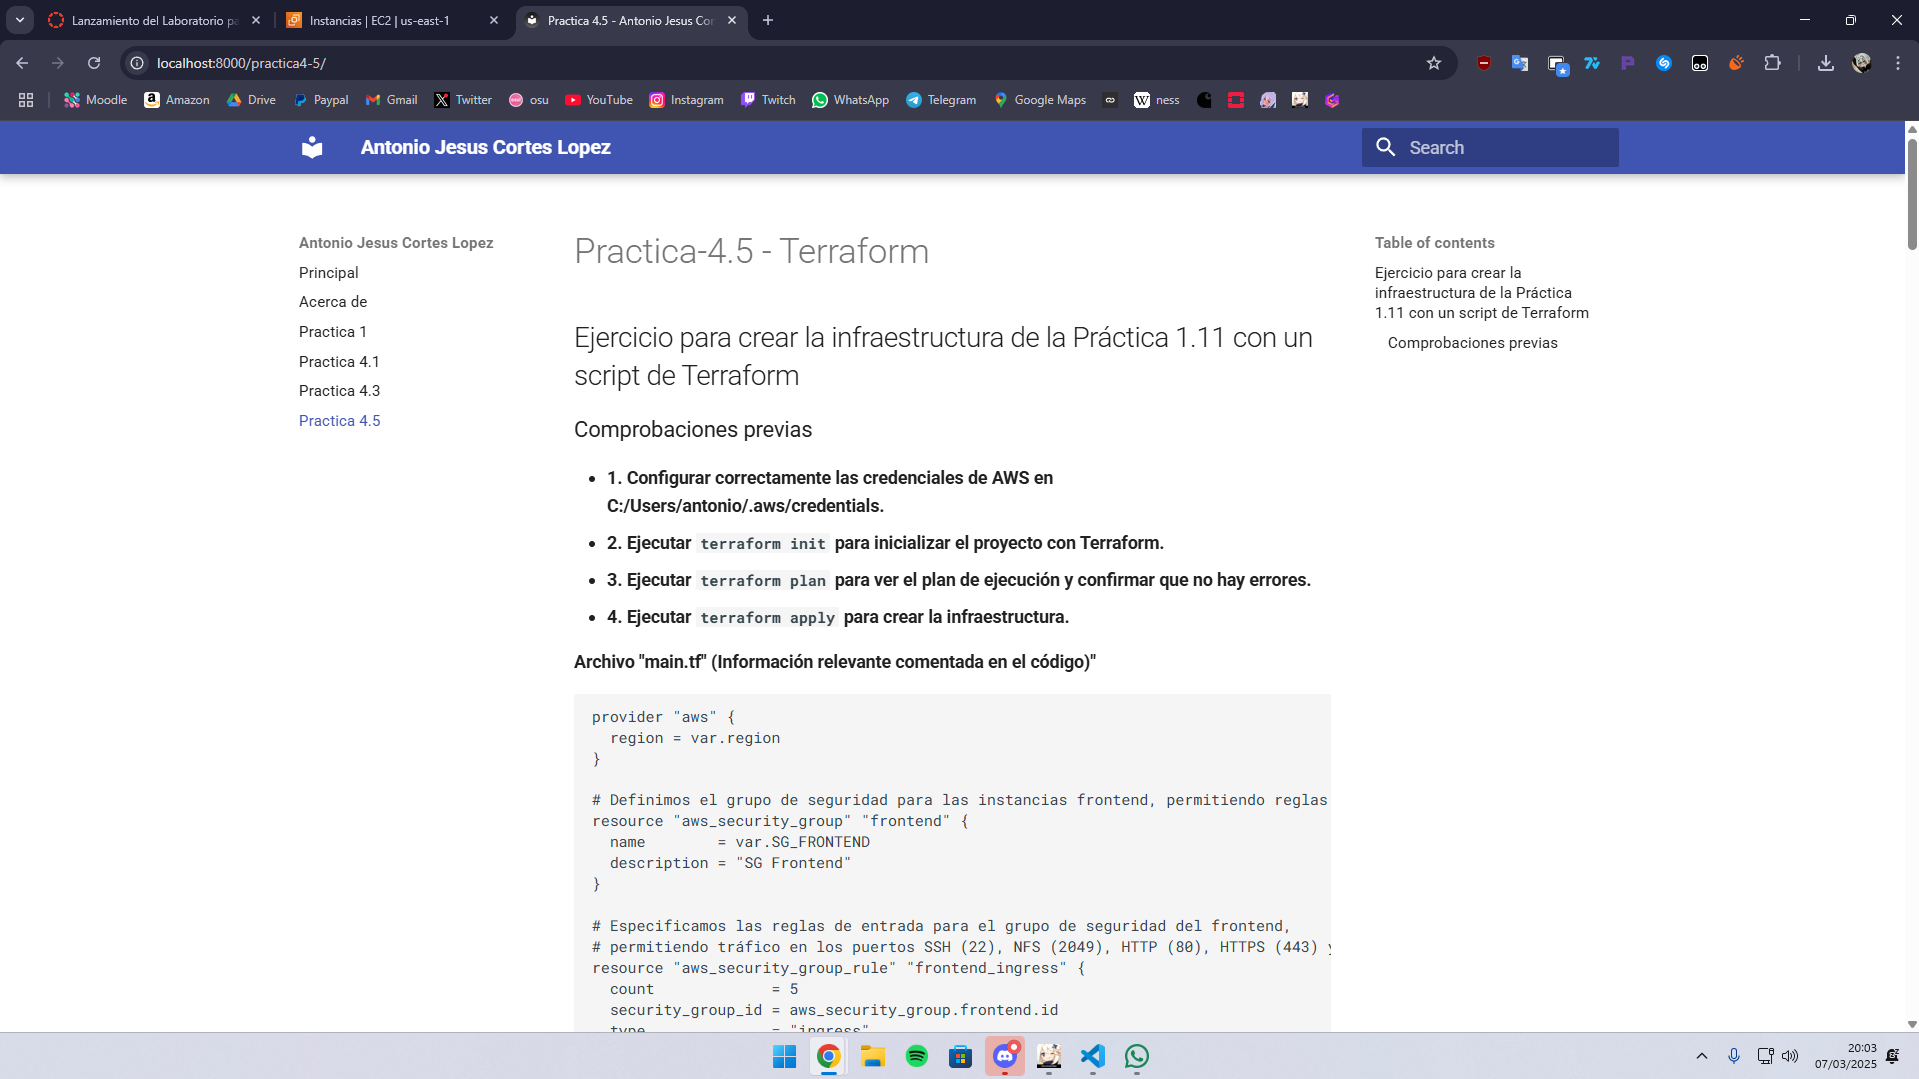 Lanzamiento del Laboratorio pa
Instancias | EC2 | us-east-1
Practica 4.5 - Antonio Jesus Cor
localhost:8000/practica4-5/
Moodle
Amazon
Drive
Paypal
Gmail
Twitter
osu
YouTube
Instagram
Twitch
WhatsApp
Telegram
Google Maps
ness
Antonio Jesus Cortes Lopez
Search
Antonio Jesus Cortes Lopez
Principal
Acerca de
Practica 1
Practica 4.1
Practica 4.3
Practica 4.5
Practica-4.5 - Terraform
Ejercicio para crear la infraestructura de la Práctica 1.11 con un
script de Terraform
Comprobaciones previas
• 1. Configurar correctamente las credenciales de AWS en
C:/Users/antonio/.aws/credentials.
• 2. Ejecutar terraform init para inicializar el proyecto con Terraform.
• 3. Ejecutar terraform plan para ver el plan de ejecución y confirmar que no hay errores.
• 4. Ejecutar terraform apply para crear la infraestructura.
Archivo "main.tf" (Información relevante comentada en el código)"
provider "aws" {
  region = var.region
}
# Definimos el grupo de seguridad para las instancias frontend, permitiendo reglas
resource "aws_security_group" "frontend" {
  name        = var.SG_FRONTEND
  description = "SG Frontend"
}
# Especificamos las reglas de entrada para el grupo de seguridad del frontend,
# permitiendo tráfico en los puertos SSH (22), NFS (2049), HTTP (80), HTTPS (443) y
resource "aws_security_group_rule" "frontend_ingress" {
  count             = 5
  security_group_id = aws_security_group.frontend.id
  type              = "ingress"
Table of contents
Ejercicio para crear la
infraestructura de la Práctica
1.11 con un script de Terraform
Comprobaciones previas
20:03
07/03/2025